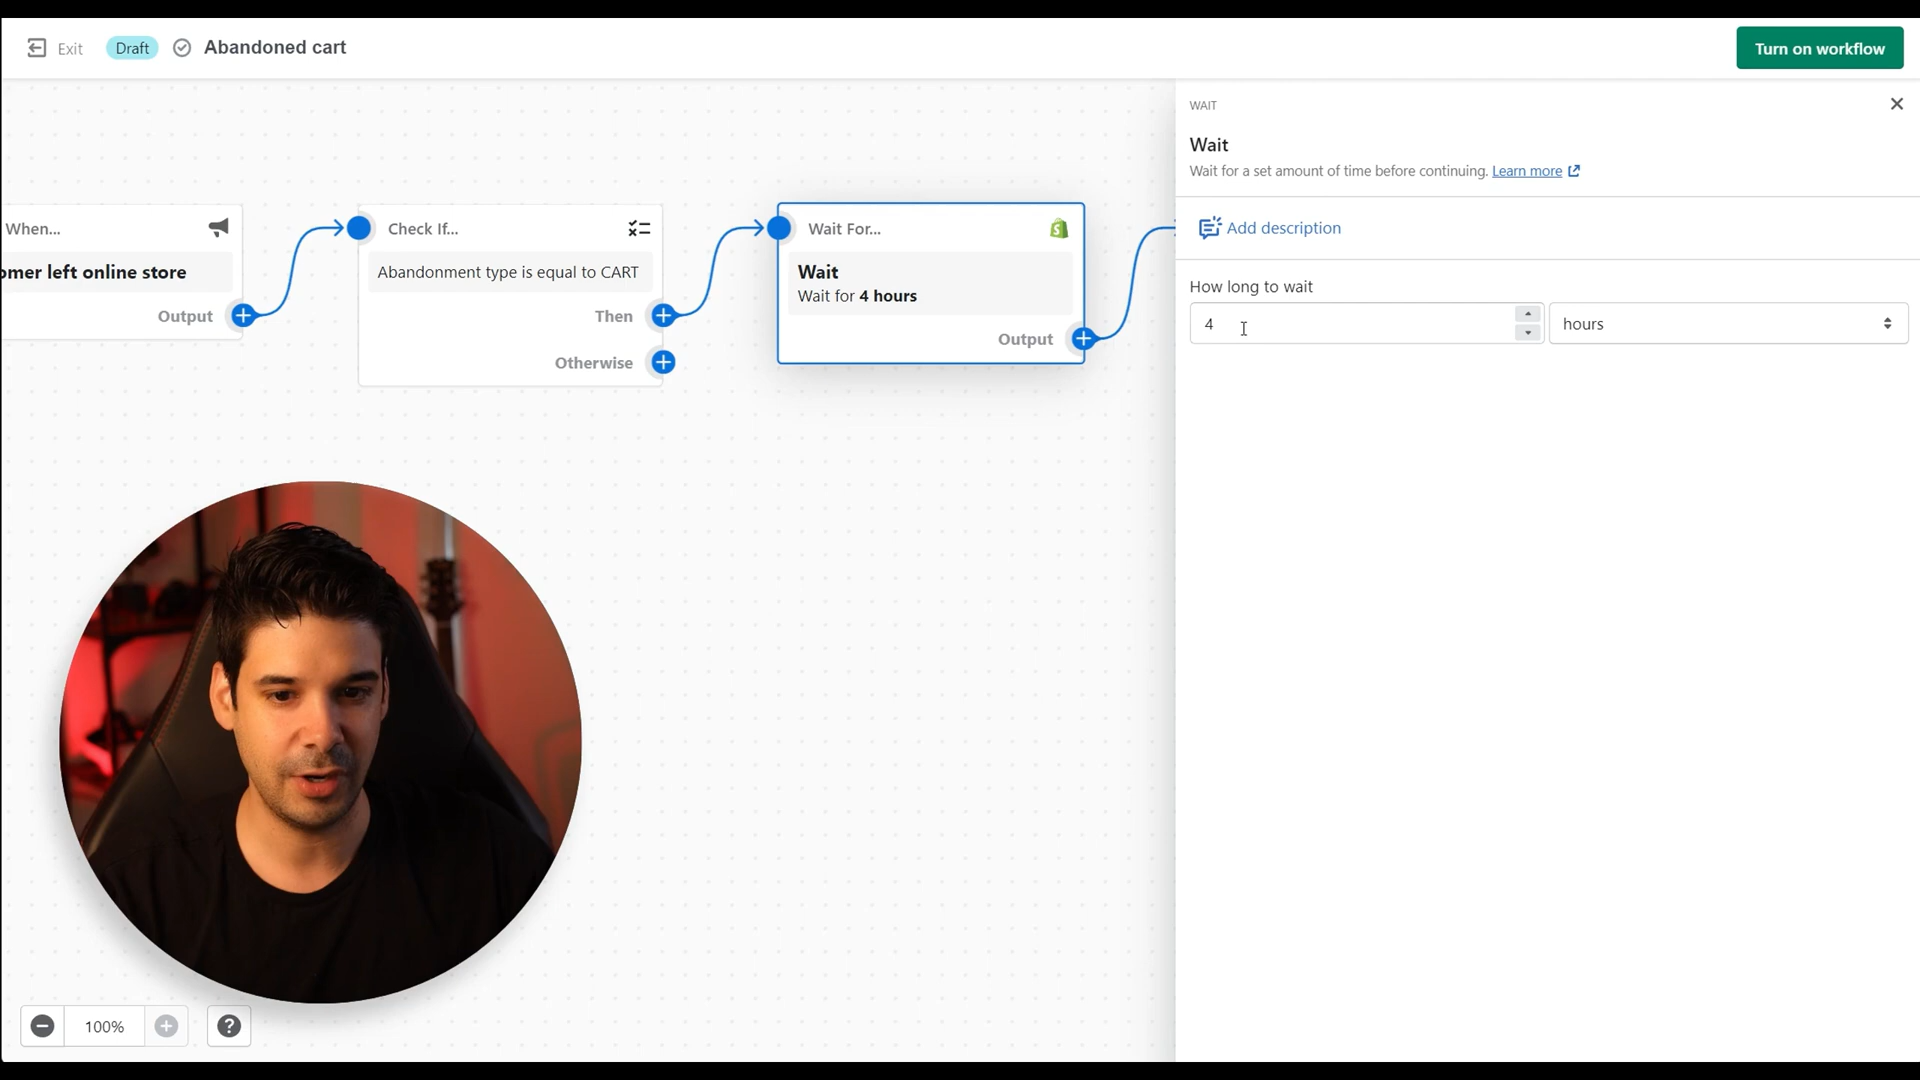 Exit
Draft
Abandoned cart
Turn on workflow
When...
omer left online store
Output
Check If...
Abandonment type is equal to CART
Then
Otherwise
Wait For...
Wait
Wait for 4 hours
Output
WAIT
Wait
Wait for a set amount of time before continuing. Learn more
Add description
How long to wait
4
hours
100%